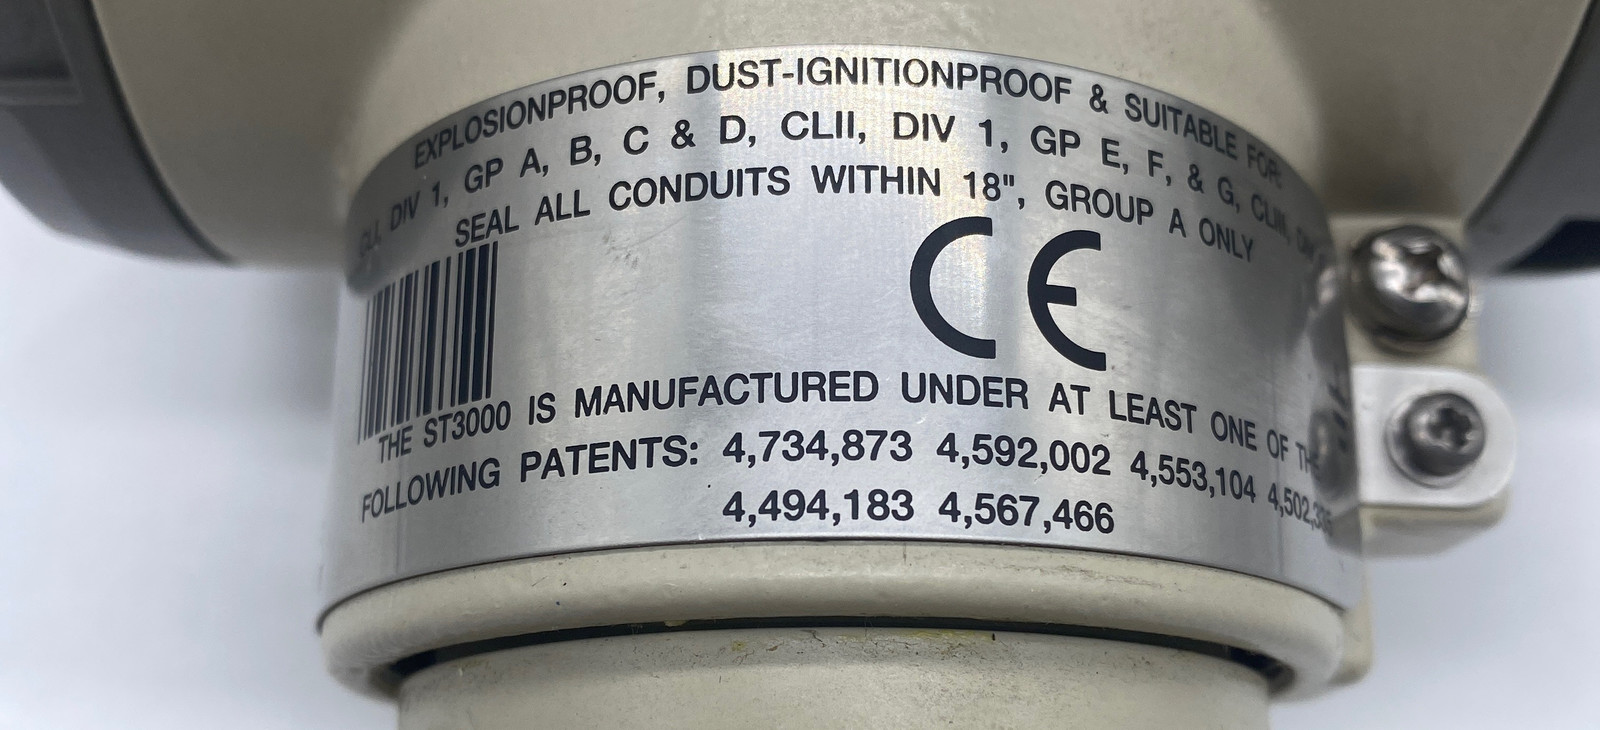 EXPLOSIONPROOF, DUST-IGNITIONPROOF & SUITABLE FOR:
CLI, DIV 1, GP A, B, C & D, CLII, DIV 1, GP E, F, & G, CLIII,
SEAL ALL CONDUITS WITHIN 18", GROUP A ONLY
CE
THE ST3000 IS MANUFACTURED UNDER AT LEAST ONE OF THE
FOLLOWING PATENTS: 4,734,873 4,592,002 4,553,104
4,494,183 4,567,466